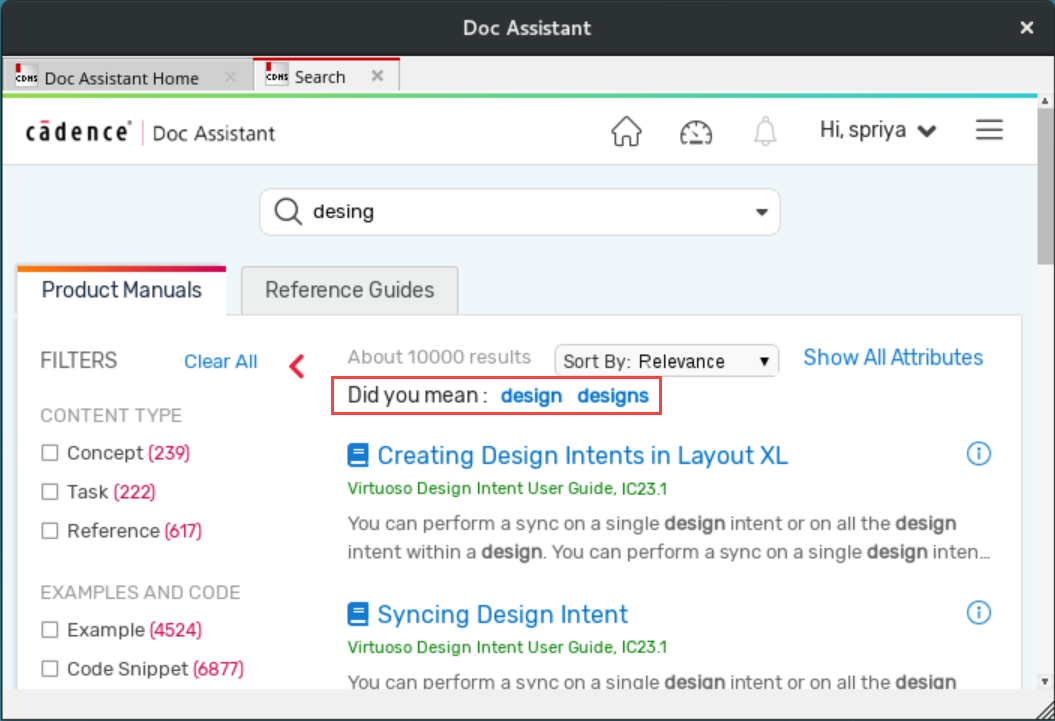 Doc Assistant
CDNS Doc Assistant Home
CDNS Search
cādence® Doc Assistant
Hi, spriya
desing
Product Manuals
Reference Guides
FILTERS
Clear All
CONTENT TYPE
Concept (239)
Task (222)
Reference (617)
EXAMPLES AND CODE
Example (4524)
Code Snippet (6877)
About 10000 results
Sort By: Relevance
Show All Attributes
Did you mean : design designs
Creating Design Intents in Layout XL
Virtuoso Design Intent User Guide, IC23.1
You can perform a sync on a single design intent or on all the design
intent within a design. You can perform a sync on a single design inten...
Syncing Design Intent
Virtuoso Design Intent User Guide, IC23.1
You can perform a sync on a single design intent or on all the design